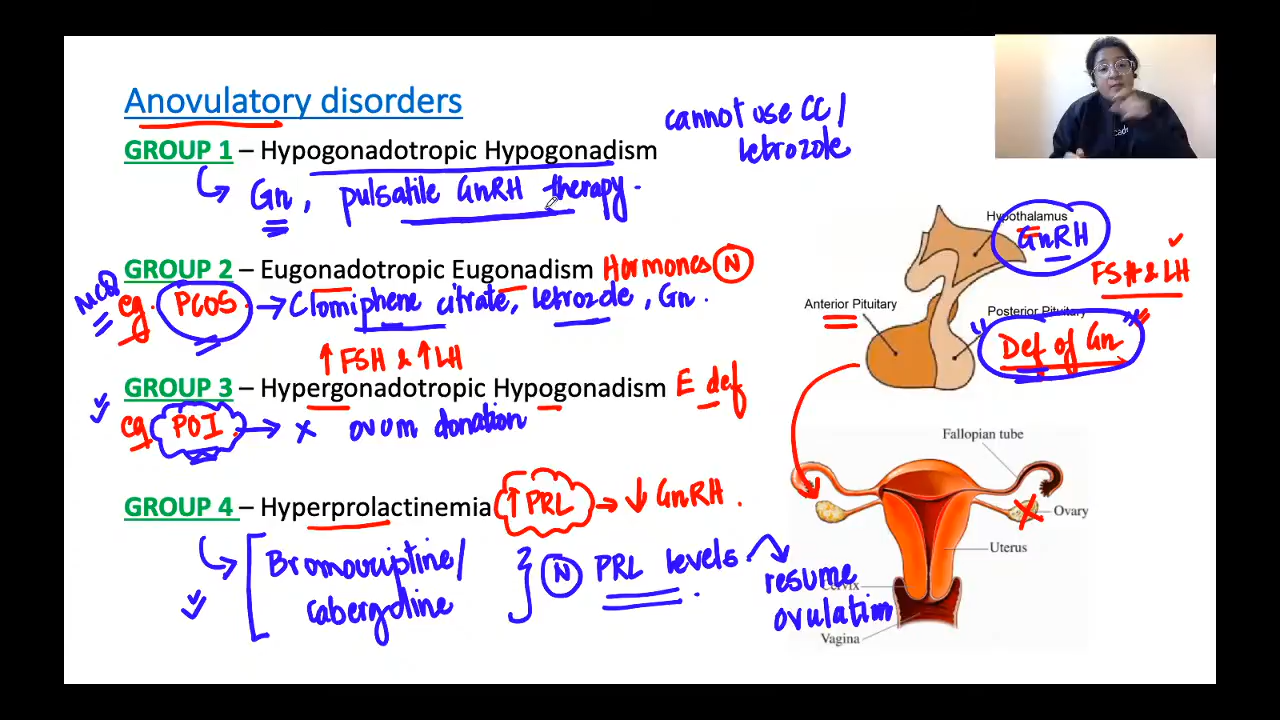 Anovulatory disorders
cannot use CC /
letrozole
GROUP 1 – Hypogonadotropic Hypogonadism
Gn, pulsatile GnRH therapy.
GROUP 2 – Eugonadotropic Eugonadism Hormones N
MCQ eg. PCOS → Clomiphene citrate, letrozole, Gn.
↑ FSH & ↑ LH
GROUP 3 – Hypergonadotropic Hypogonadism E def
eg POI → x ovum donation
GROUP 4 – Hyperprolactinemia ↑ PRL → ↓ GnRH.
Bromocriptine/
cabergoline
N PRL levels.
resume
ovulation
Hypothalamus
GnRH
FSH & LH
Anterior Pituitary
Posterior Pituitary
"Def of Gn"
Fallopian tube
Ovary
Uterus
Cervix
Vagina